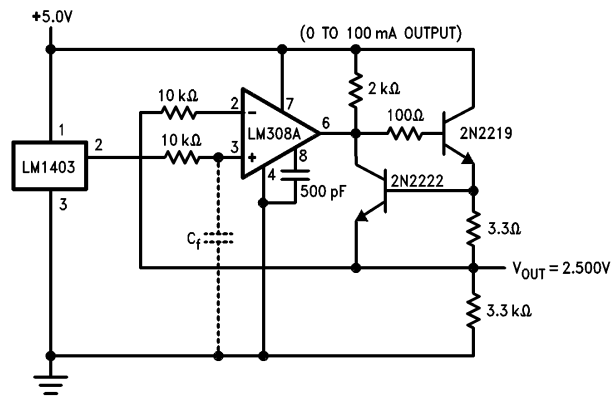 +5.0V
(0 TO 100 mA OUTPUT)
10 kΩ
2 kΩ
7
2
-
6
100Ω
1
10 kΩ
LM308A
2N2219
2
3
+
8
LM1403
4
2N2222
500 pF
3
3.3Ω
Cf
VOUT = 2.500V
3.3 kΩ